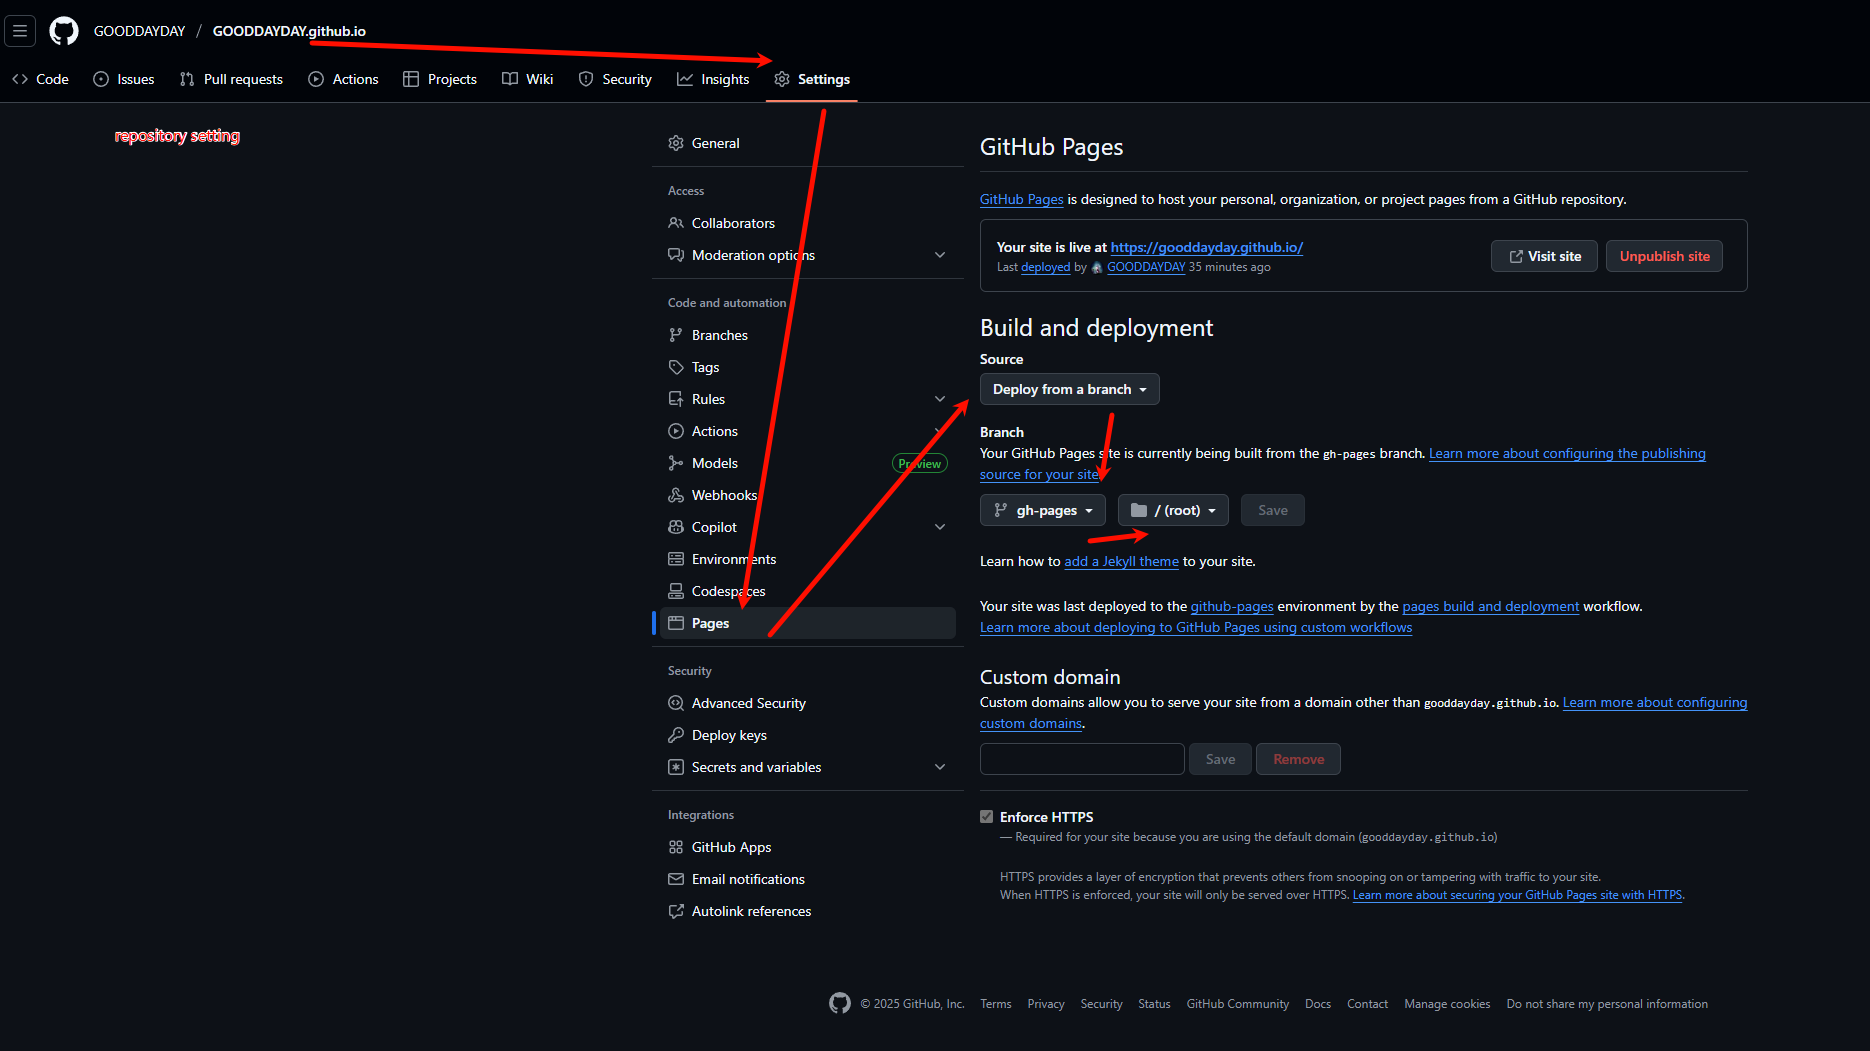 GOODDAYDAY / GOODDAYDAY.github.io
Code Issues Pull requests Actions Projects Wiki Security Insights Settings
repository setting
General
Access
Collaborators
Moderation options
Code and automation
Branches
Tags
Rules
Actions
Models Preview
Webhooks
Copilot
Environments
Codespaces
Pages
Security
Advanced Security
Deploy keys
Secrets and variables
Integrations
GitHub Apps
Email notifications
Autolink references
GitHub Pages
GitHub Pages is designed to host your personal, organization, or project pages from a GitHub repository.
Your site is live at https://gooddayday.github.io/
Last deployed by GOODDAYDAY 35 minutes ago
Visit site Unpublish site
Build and deployment
Source
Deploy from a branch
Branch
Your GitHub Pages site is currently being built from the gh-pages branch. Learn more about configuring the publishing
source for your site
gh-pages / (root) Save
Learn how to add a Jekyll theme to your site.
Your site was last deployed to the github-pages environment by the pages build and deployment workflow.
Learn more about deploying to GitHub Pages using custom workflows
Custom domain
Custom domains allow you to serve your site from a domain other than gooddayday.github.io. Learn more about configuring
custom domains.
Save Remove
Enforce HTTPS
— Required for your site because you are using the default domain (gooddayday.github.io)
HTTPS provides a layer of encryption that prevents others from snooping on or tampering with traffic to your site.
When HTTPS is enforced, your site will only be served over HTTPS. Learn more about securing your GitHub Pages site with HTTPS.
© 2025 GitHub, Inc. Terms Privacy Security Status GitHub Community Docs Contact Manage cookies Do not share my personal information